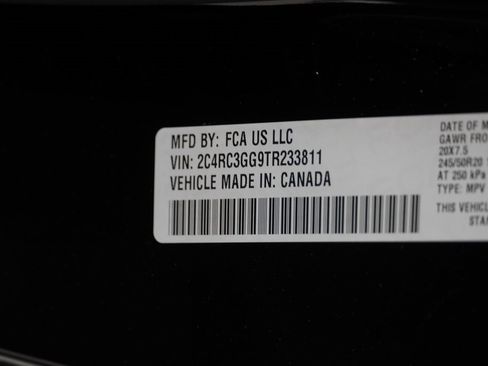 MFD BY: FCA US LLC
VIN: 2C4RC3GG9TR233811
VEHICLE MADE IN: CANADA
DATE OF M
GAWR FRO
20X7.5
245/50R20
AT 250 kPa
TYPE: MPV
THIS VEHICL
STA